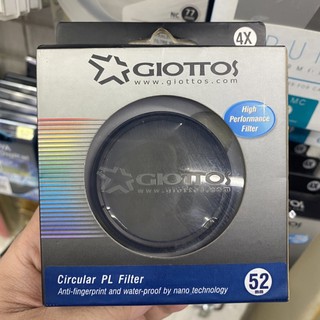 4X
GIOTTOS
www.giottos.com
High
Performance
Filter
GIOTTOS
www.giottos.com
Circular PL Filter
Anti-fingerprint and water-proof by nano technology
52
mm
MC